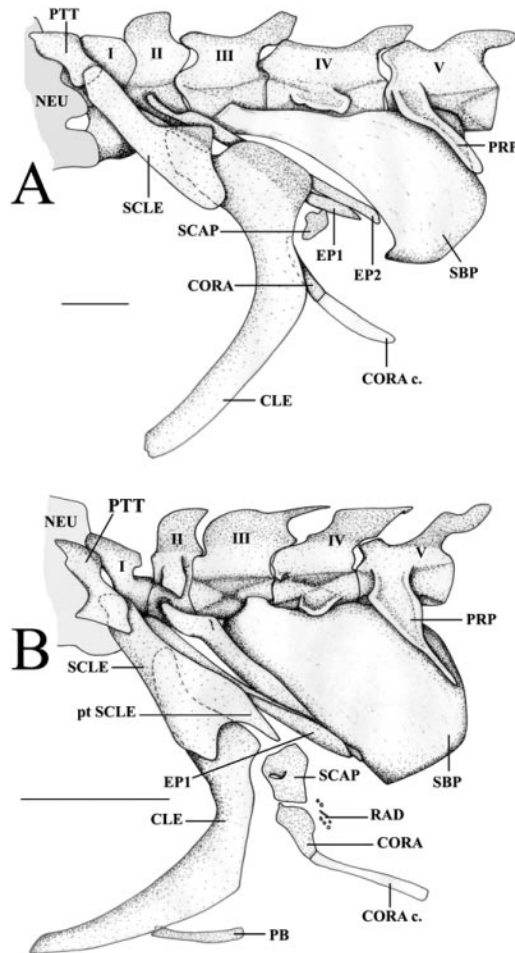 PTT
I
II
III
IV
V
NEU
PRP
A
SCLE
SCAP
EP1
EP2
SBP
CORA
CORA c.
CLE
NEU
PTT
I
II
III
IV
V
B
PRP
SCLE
pt SCLE
EP1
SCAP
SBP
CLE
RAD
CORA
CORA c.
PB